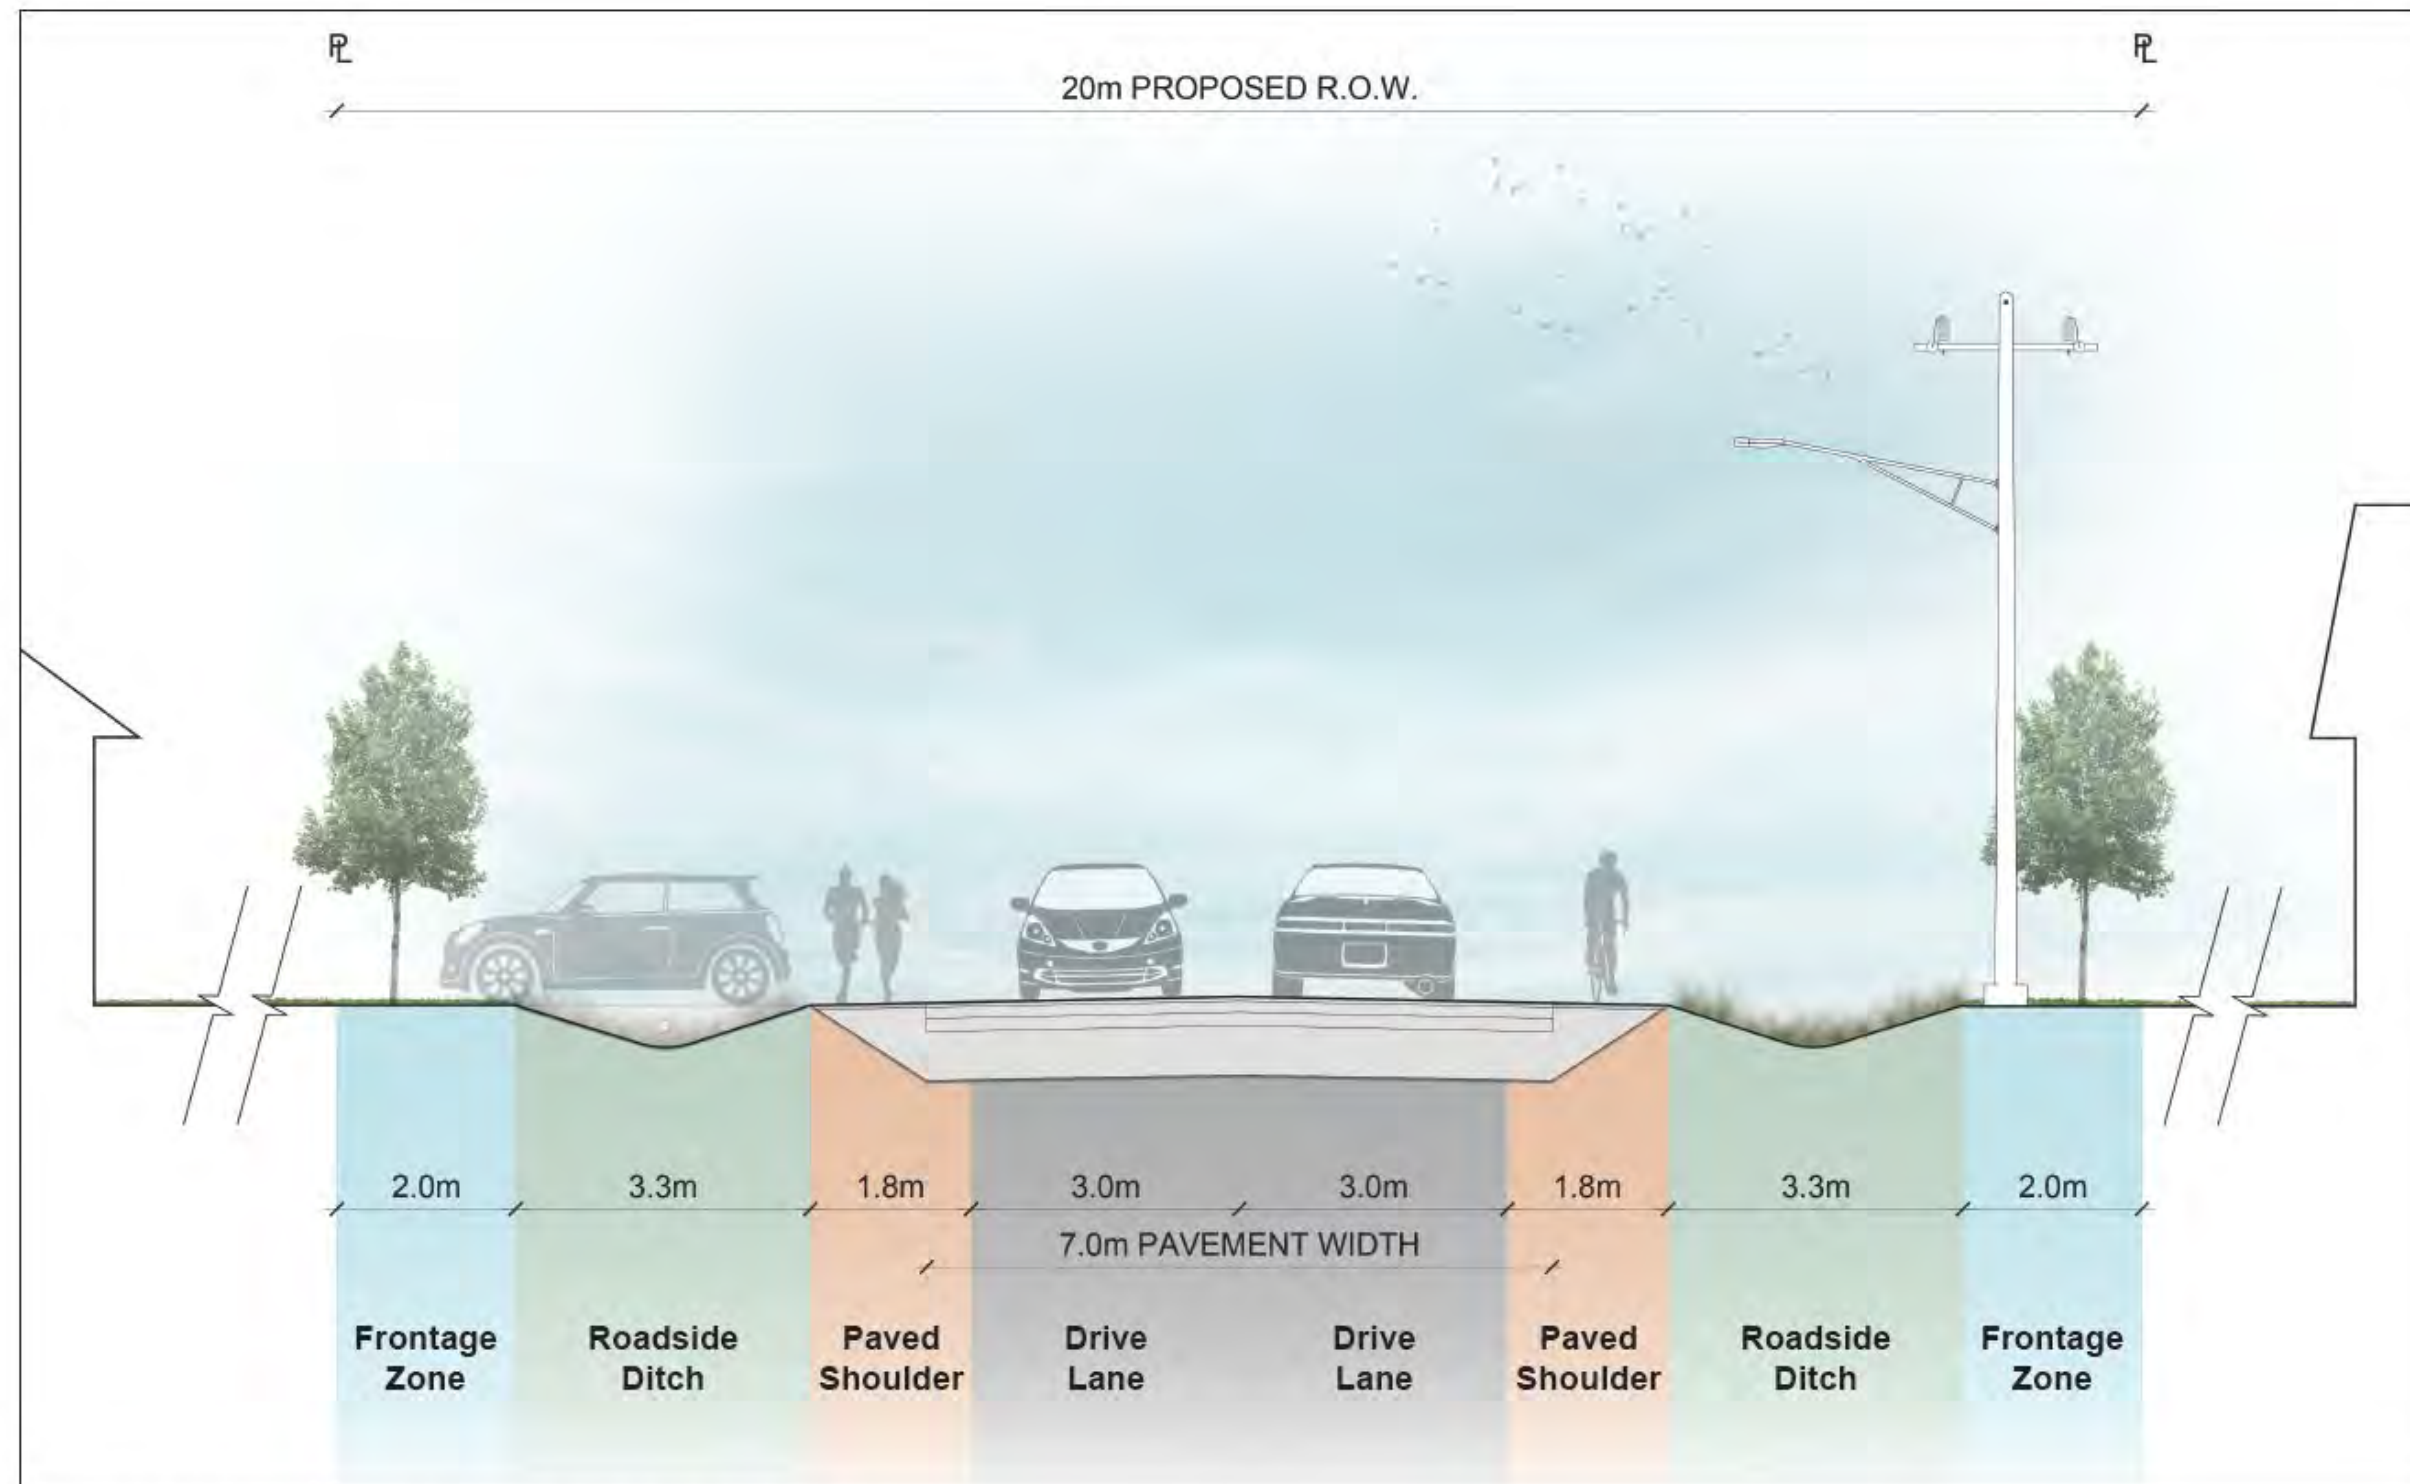 PL PL
20m PROPOSED R.O.W.
2.0m 3.3m 1.8m 3.0m 3.0m 1.8m 3.3m 2.0m
7.0m PAVEMENT WIDTH
Frontage Roadside Paved Drive Drive Paved Roadside Frontage
Zone Ditch Shoulder Lane Lane Shoulder Ditch Zone